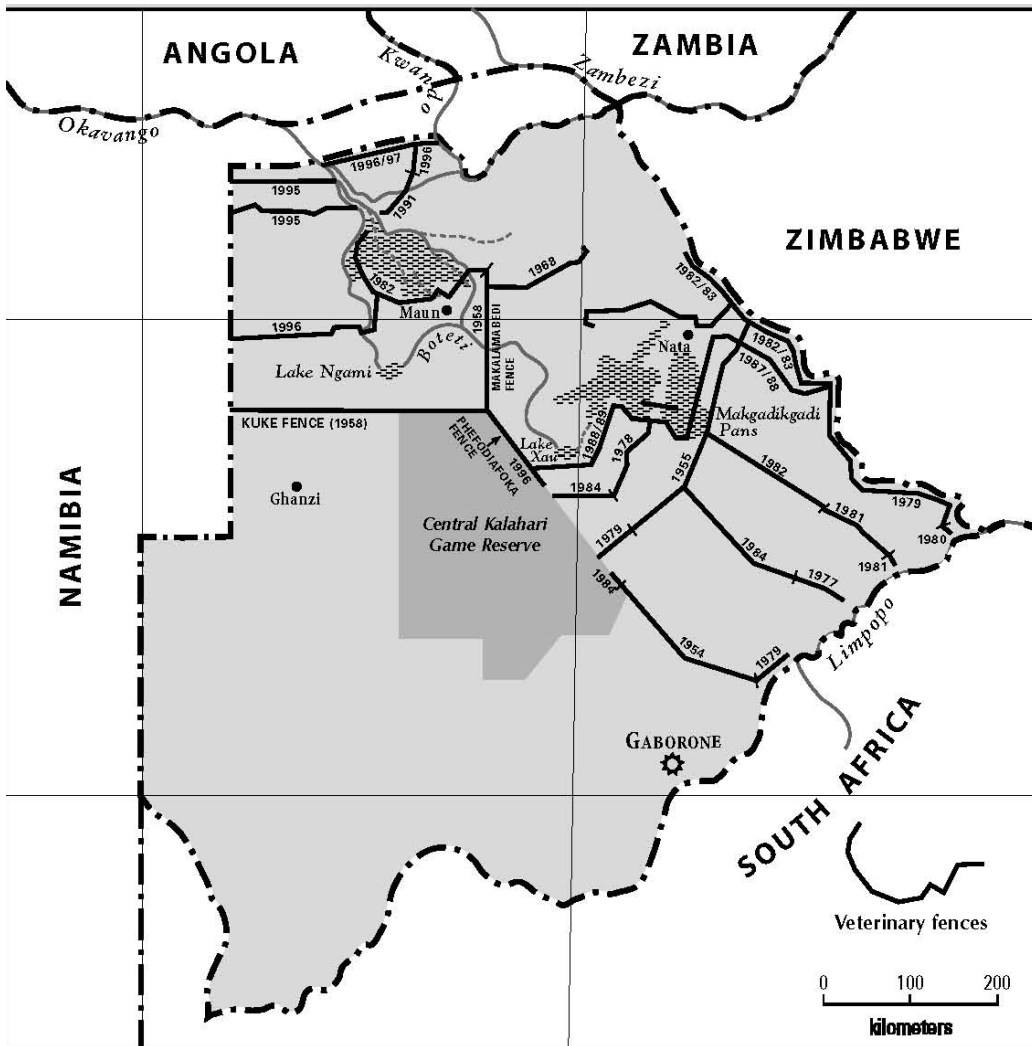 ANGOLA
ZAMBIA
Kwan
do
Zambezi
Okavango
1996/97
1996
1995
1991
1995
ZIMBABWE
1968
1982/83
1982
Maun
1958
MAKALAMABEDI
FENCE
1996
Boteti
Nata
1982/83
1987/88
Lake Ngami
KUKE FENCE (1958)
PHEFODIAFOKA
FENCE
1996
Lake
Xau
1988/89
1978
Makgadikgadi
Pans
1955
1982
Ghanzi
1984
1979
1981
1980
NAMIBIA
Central Kalahari
Game Reserve
1979
1984
1981
1977
1984
1954
1979
Limpopo
GABORONE
SOUTH AFRICA
Veterinary fences
0 100 200
kilometers